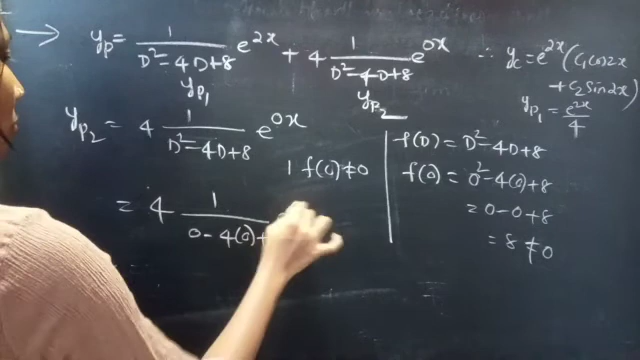 → yp = 1/(D²-4D+8) e^2x + 4 1/(D²-4D+8) e^0x
yp₁ yp₂
∴ yc = e^2x (c₁cos2x
+ c₂ sin2x)
yp₁ = e^2x/4
yp₂ = 4 1/(D²-4D+8) e^0x
, f(0)≠0
= 4 1/(0-4(0)+
f(D) = D²-4D+8
f(0) = 0²-4(0)+8
= 0-0+8
= 8 ≠0